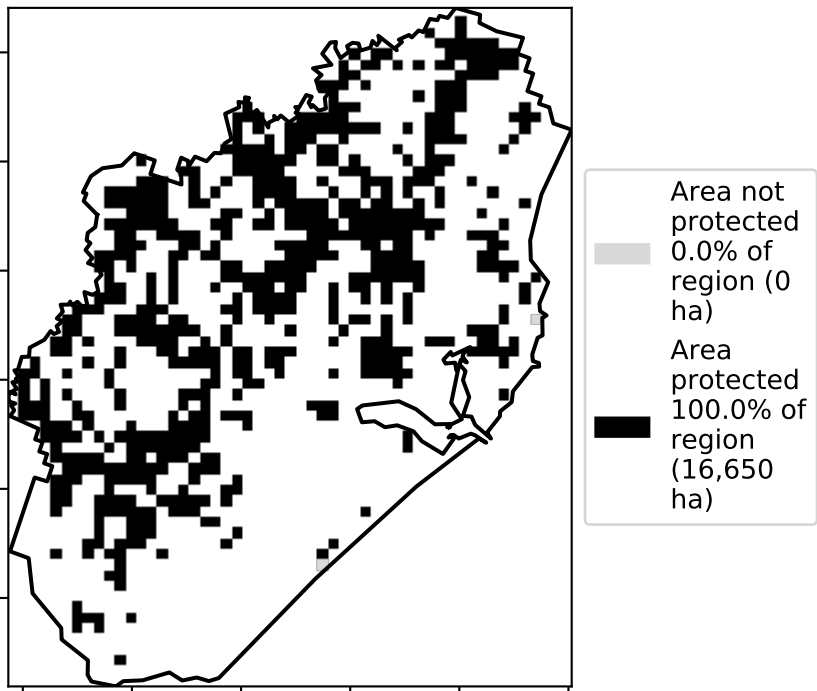 Area not
protected
0.0% of
region (0
ha)
Area
protected
100.0% of
region
(16,650
ha)